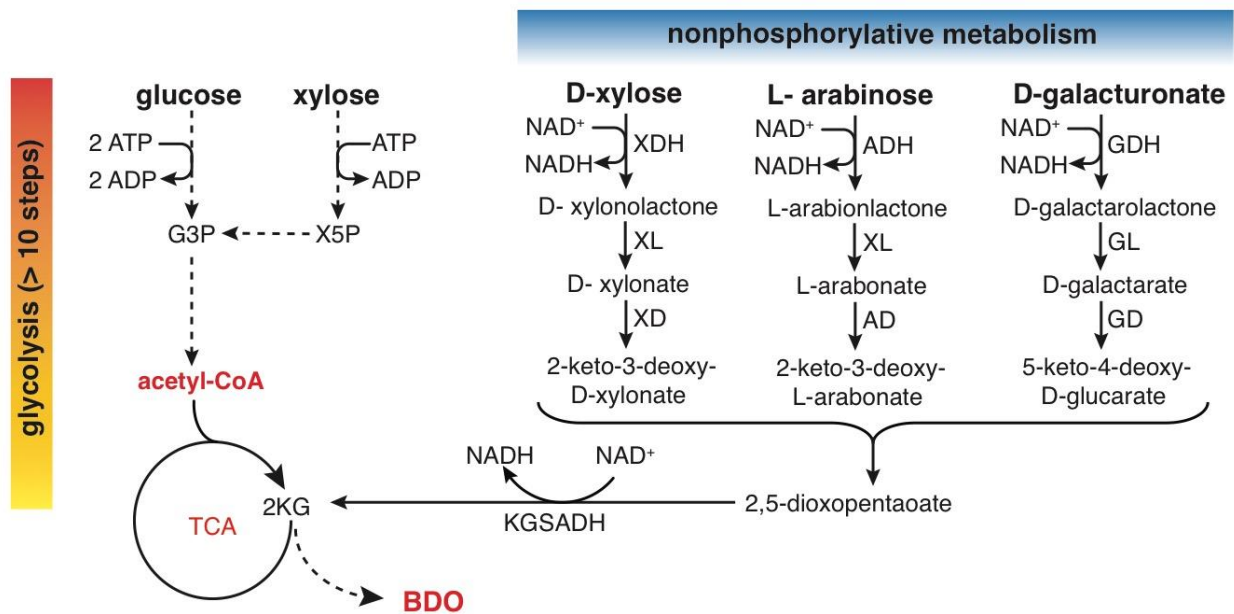 nonphosphorylative metabolism
glycolysis (> 10 steps)
glucose
xylose
2 ATP
2 ADP
ATP
ADP
G3P
X5P
acetyl-CoA
TCA
2KG
BDO
D-xylose
NAD+
NADH
XDH
D- xylonolactone
XL
D- xylonate
XD
2-keto-3-deoxy-
D-xylonate
L- arabinose
NAD+
NADH
ADH
L-arabionlactone
XL
L-arabonate
AD
2-keto-3-deoxy-
L-arabonate
D-galacturonate
NAD+
NADH
GDH
D-galactarolactone
GL
D-galactarate
GD
5-keto-4-deoxy-
D-glucarate
2,5-dioxopentaoate
NADH
NAD+
KGSADH